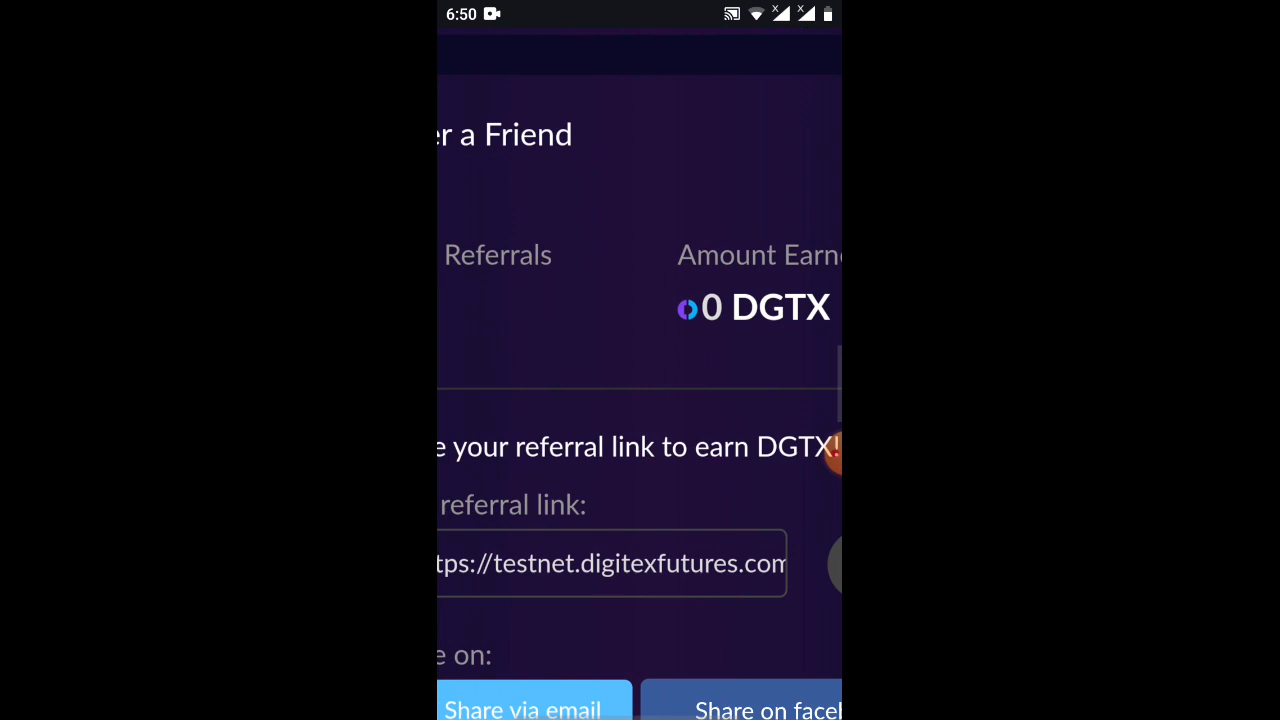 6:50
er a Friend
Referrals
Amount Earne
0 DGTX
e your referral link to earn DGTX!
referral link:
tps://testnet.digitexfutures.com
e on:
Share via email
Share on faceb